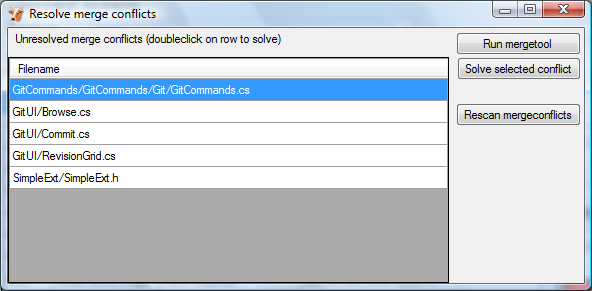 Resolve merge conflicts
Unresolved merge conflicts (doubleclick on row to solve)
Run mergetool
Solve selected conflict
Rescan mergeconflicts
Filename
GitCommands/GitCommands/Git/GitCommands.cs
GitUI/Browse.cs
GitUI/Commit.cs
GitUI/RevisionGrid.cs
SimpleExt/SimpleExt.h